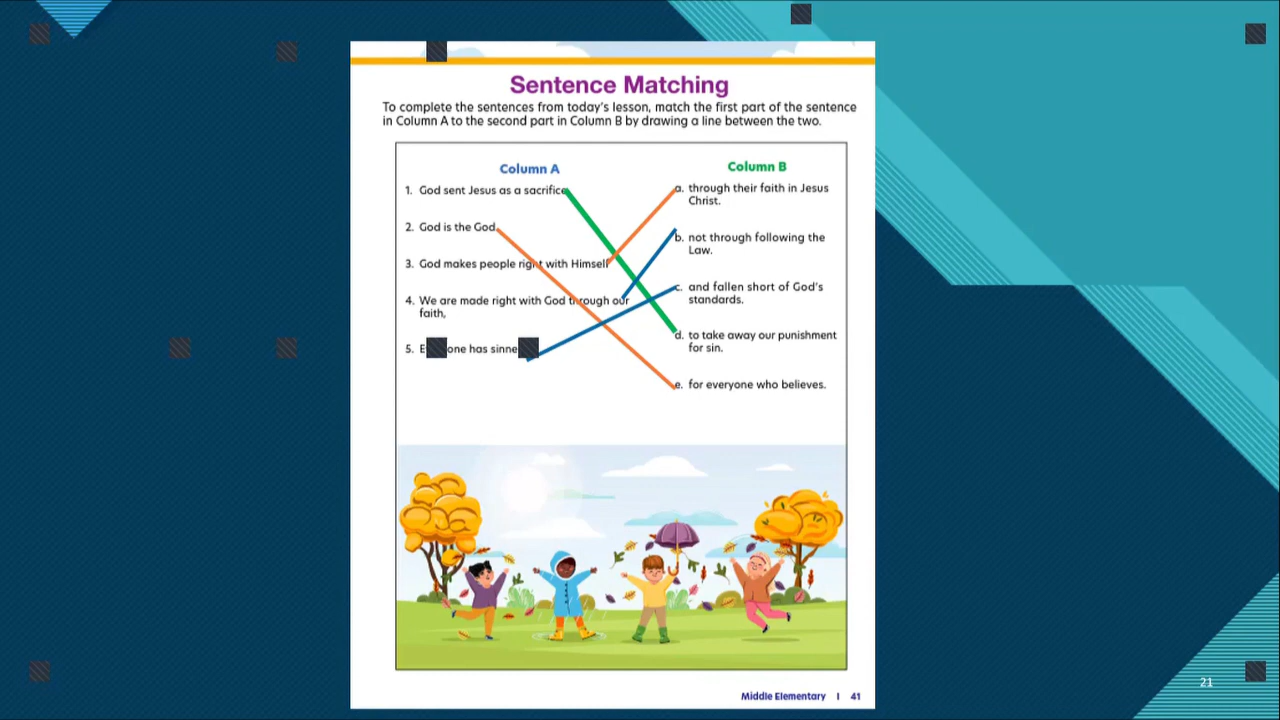 Sentence Matching
To complete the sentences from today's lesson, match the first part of the sentence
in Column A to the second part in Column B by drawing a line between the two.
Column A
1. God sent Jesus as a sacrifice
2. God is the God
3. God makes people right with Himself
4. We are made right with God through our
faith,
5. has
Column B
a. through their faith in Jesus
Christ.
b. not through following the
Law.
c. and fallen short of God's
standards.
d. to take away our punishment
for sin.
e. for everyone who believes.
Middle Elementary | 41
21